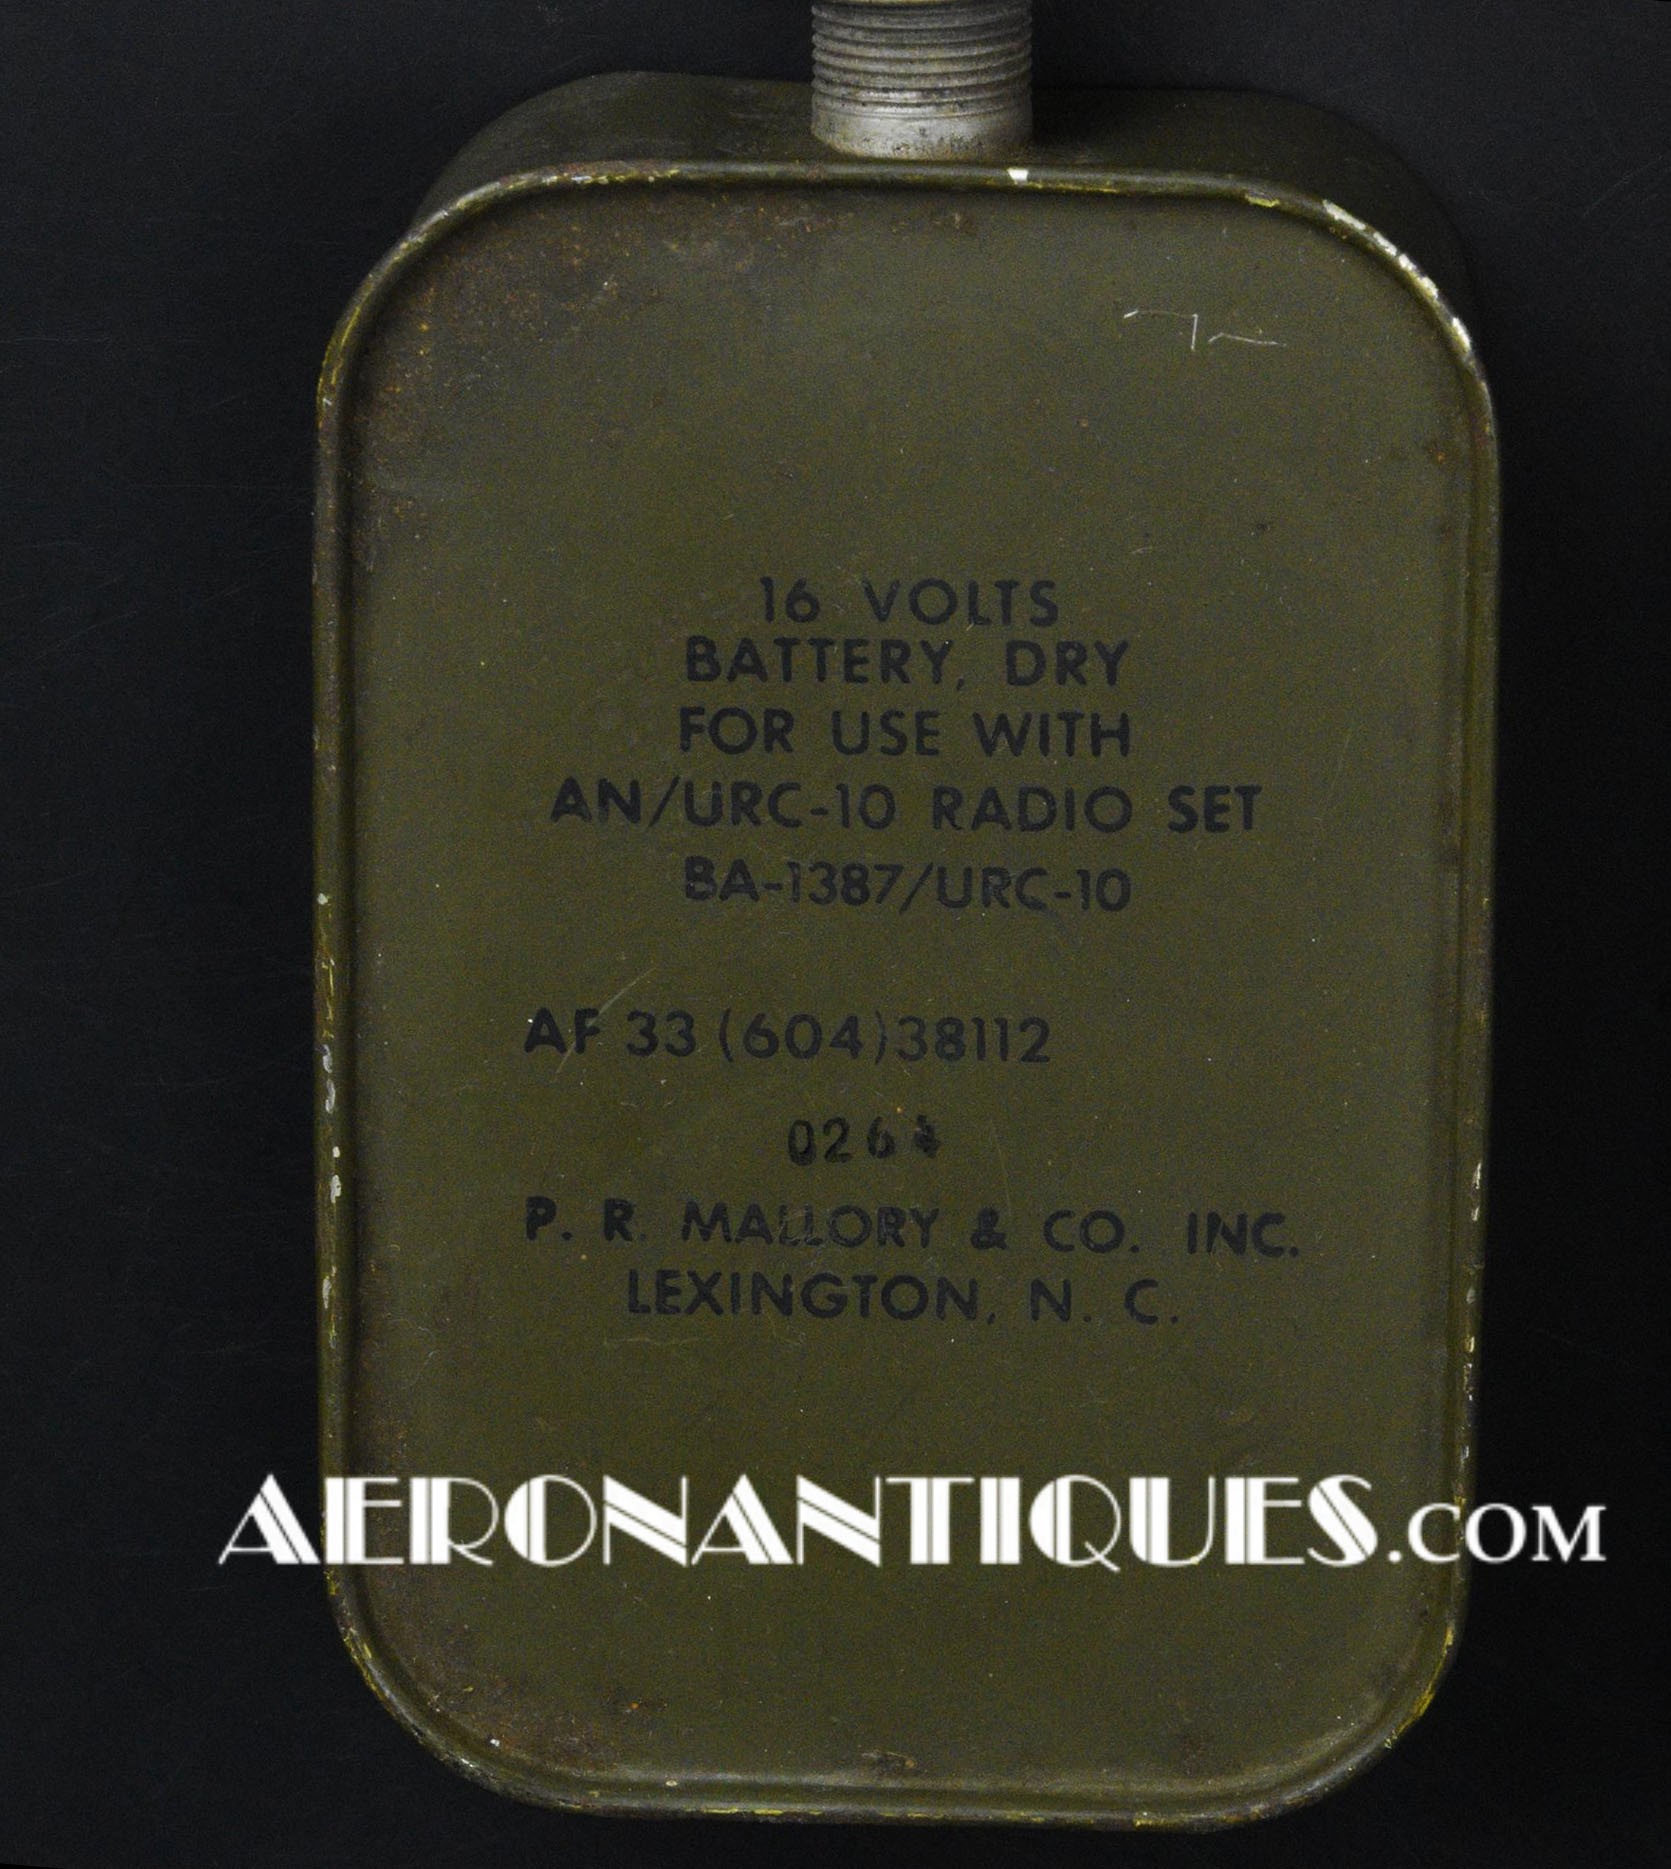 16 VOLTS
BATTERY, DRY
FOR USE WITH
AN/URC-10 RADIO SET
BA-1387/URC-10
AF 33 (604)38112
P. R. MALLORY & CO. INC.
LEXINGTON, N. C.
AERONANTIQUES.COM